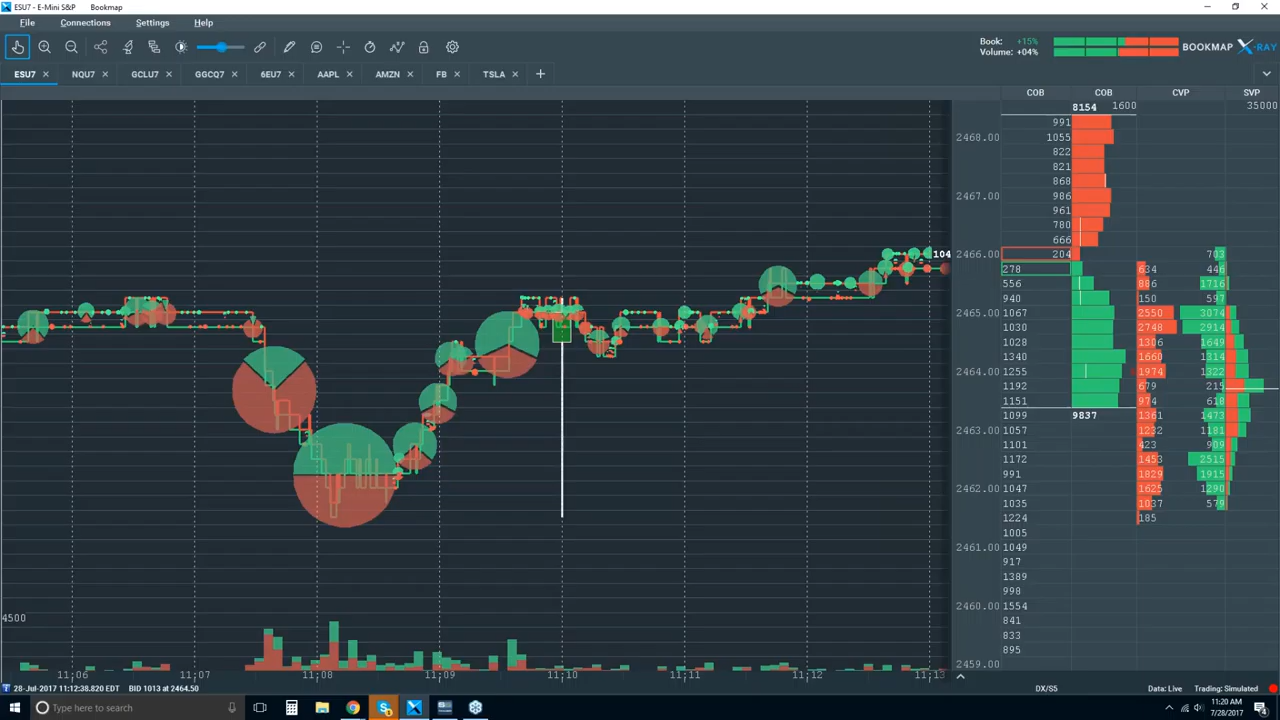 ESU7 - E-Mini S&P    Bookmap
File Connections Settings Help
Book: +15%
Volume: +04%
BOOKMAP X-RAY
ESU7 × NQU7 × GCLU7 × GGCQ7 × 6EU7 × AAPL × AMZN × FB × TSLA × +
COB COB CVP SVP
8154 1600 35000
991
2468.00 1055
822
821
868
2467.00 986
961
780
666
104 2466.00 204 703
278 634 446
556 886 1716
940 150 597
2465.00 1067 2550 3074
1030 2748 2914
1028 1306 1649
1340 1660 1314
2464.00 1255 1974 1322
1192 679 215
1151 974 618
1099 9837 1361 1473
2463.00 1057 1232 1181
1101 423 909
1172 1453 2515
991 1829 1915
2462.00 1047 1625 1290
1035 1037 579
1224 185
1005
2461.00 1049
917
1389
998
2460.00 1554
4500 841
833
895
2459.00
11:06 11:07 11:08 11:09 11:10 11:11 11:12 11:13
28-Jul-2017 11:12:38.820 EDT BID 1013 at 2464.50 DX/S5 Data: Live Trading: Simulated
Type here to search
11:20 AM
7/28/2017